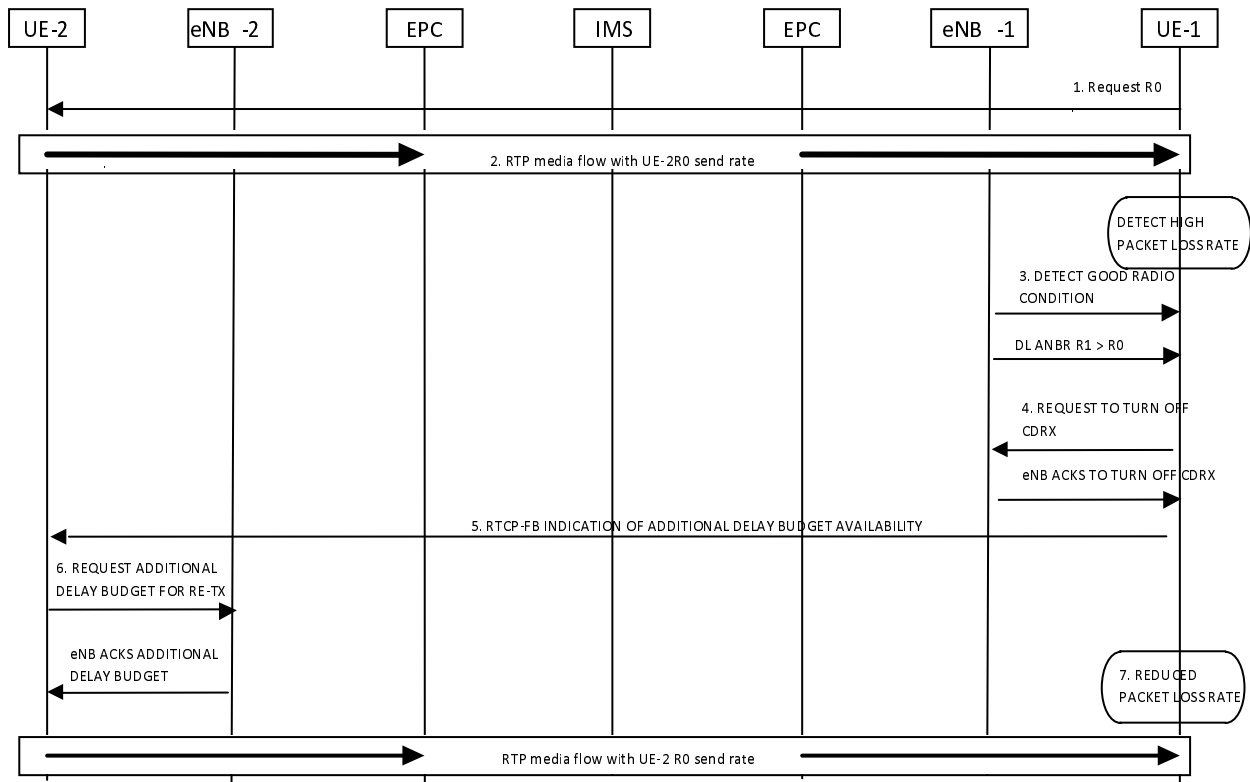 UE-2 eNB -2 EPC IMS EPC eNB -1 UE-1
1. Request R0
2. RTP media flow with UE-2R0 send rate
DETECT HIGH
PACKET LOSS RATE
3. DETECT GOOD RADIO
CONDITION
DL ANBR R1 > R0
4. REQUEST TO TURN OFF
CDRX
eNB ACKS TO TURN OFF CDRX
5. RTCP-FB INDICATION OF ADDITIONAL DELAY BUDGET AVAILABILITY
6. REQUEST ADDITIONAL
DELAY BUDGET FOR RE-TX
eNB ACKS ADDITIONAL
DELAY BUDGET
7. REDUCED
PACKET LOSS RATE
RTP media flow with UE-2 R0 send rate